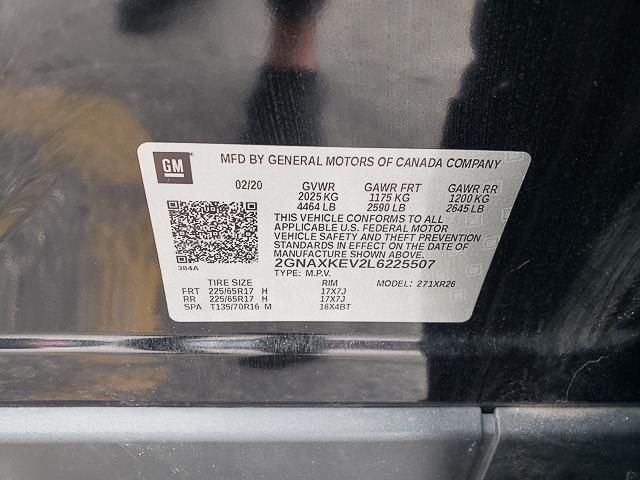 GM
MFD BY GENERAL MOTORS OF CANADA COMPANY
02/20 GVWR GAWR FRT GAWR RR
2025 KG 1175 KG 1200 KG
4464 LB 2590 LB 2645 LB
THIS VEHICLE CONFORMS TO ALL
APPLICABLE U.S. FEDERAL MOTOR
VEHICLE SAFETY AND THEFT PREVENTION
STANDARDS IN EFFECT ON THE DATE OF
MANUFACTURE SHOWN ABOVE.
384A 2GNAXKEV2L6225507
TYPE: M.P.V.
TIRE SIZE RIM MODEL: 271XR26
FRT 225/65R17 H 17X7J
RR 225/65R17 H 17X7J
SPA T135/70R16 M 16X4BT